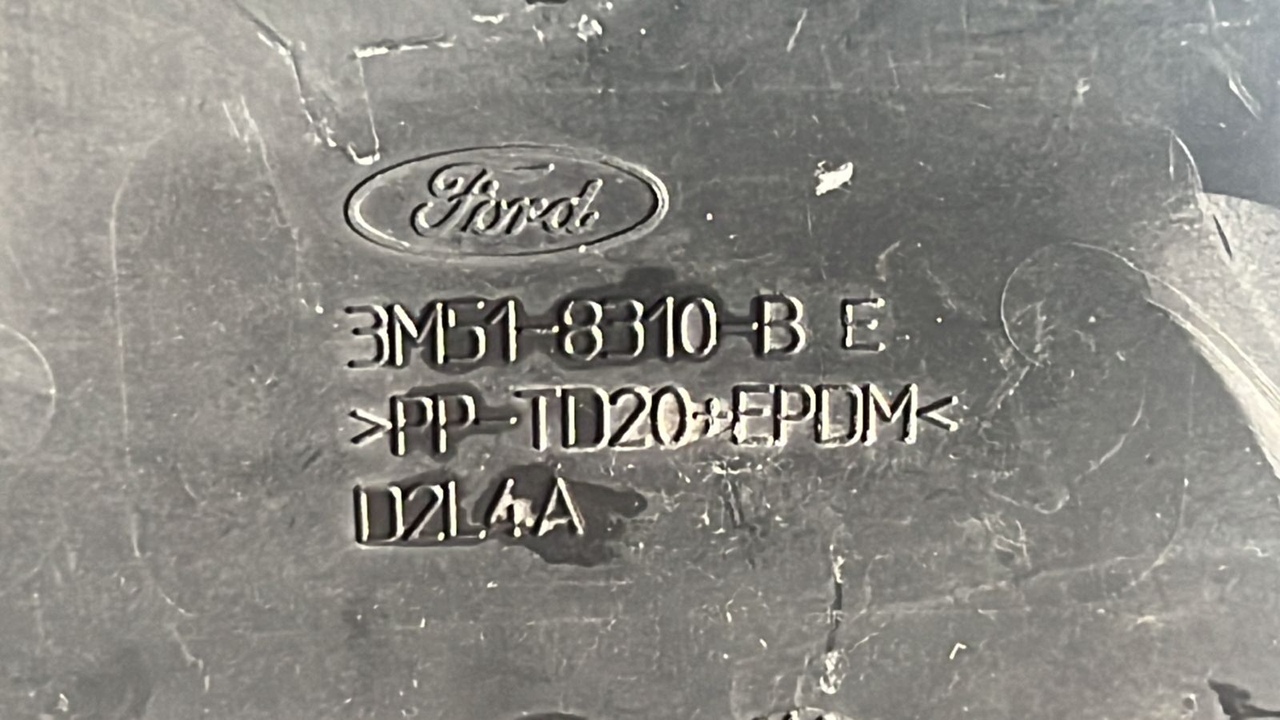 Ford
3M51-8310-B E
>PP-TD20+EPDM<
D2L4A